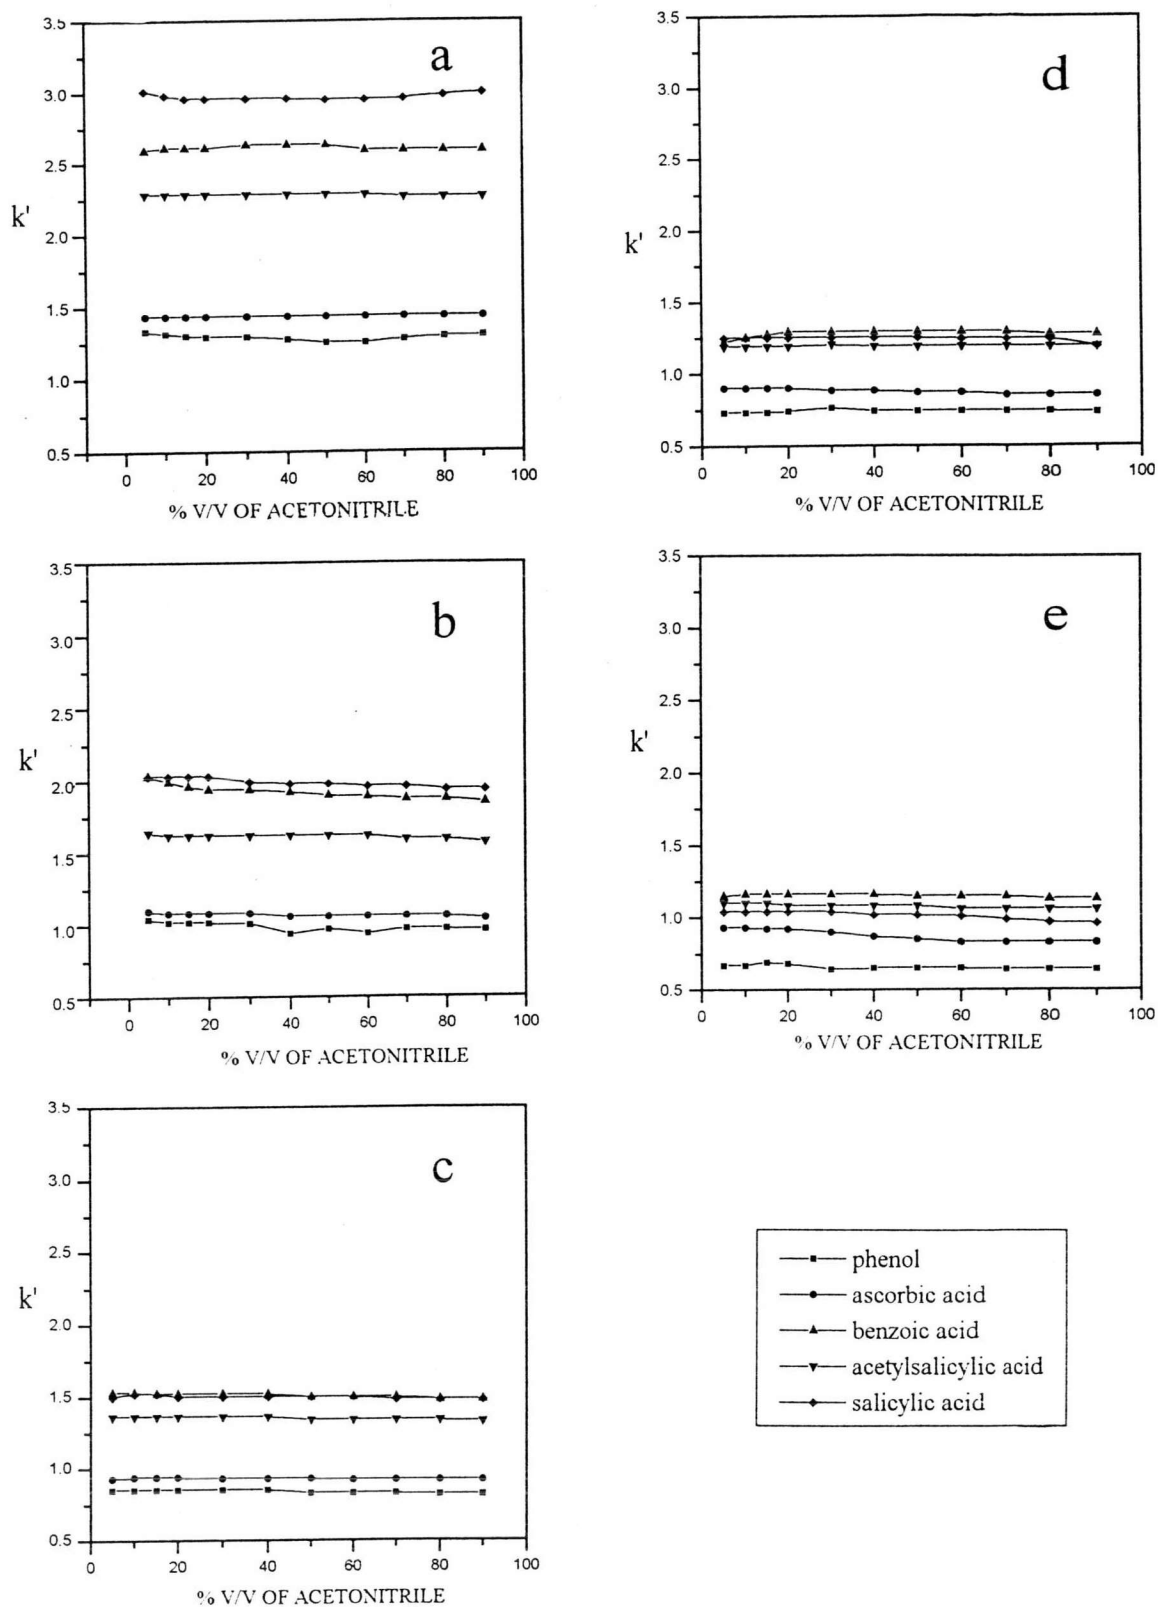 a
k'
3.5
3.0
2.5
2.0
1.5
1.0
0.5
0 20 40 60 80 100
% V/V OF ACETONITRILE
d
k'
3.5
3.0
2.5
2.0
1.5
1.0
0.5
0 20 40 60 80 100
% V/V OF ACETONITRILE
b
k'
3.5
3.0
2.5
2.0
1.5
1.0
0.5
0 20 40 60 80 100
% V/V OF ACETONITRILE
e
k'
3.5
3.0
2.5
2.0
1.5
1.0
0.5
0 20 40 60 80 100
% V/V OF ACETONITRILE
c
k'
3.5
3.0
2.5
2.0
1.5
1.0
0.5
0 20 40 60 80 100
% V/V OF ACETONITRILE
phenol
ascorbic acid
benzoic acid
acetylsalicylic acid
salicylic acid